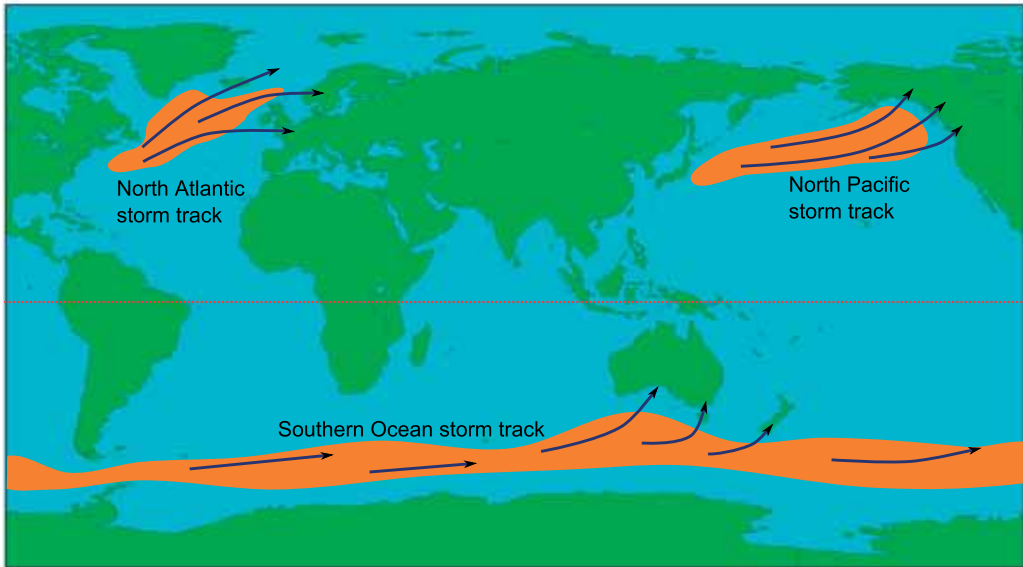 North Atlantic
storm track
North Pacific
storm track
Southern Ocean storm track